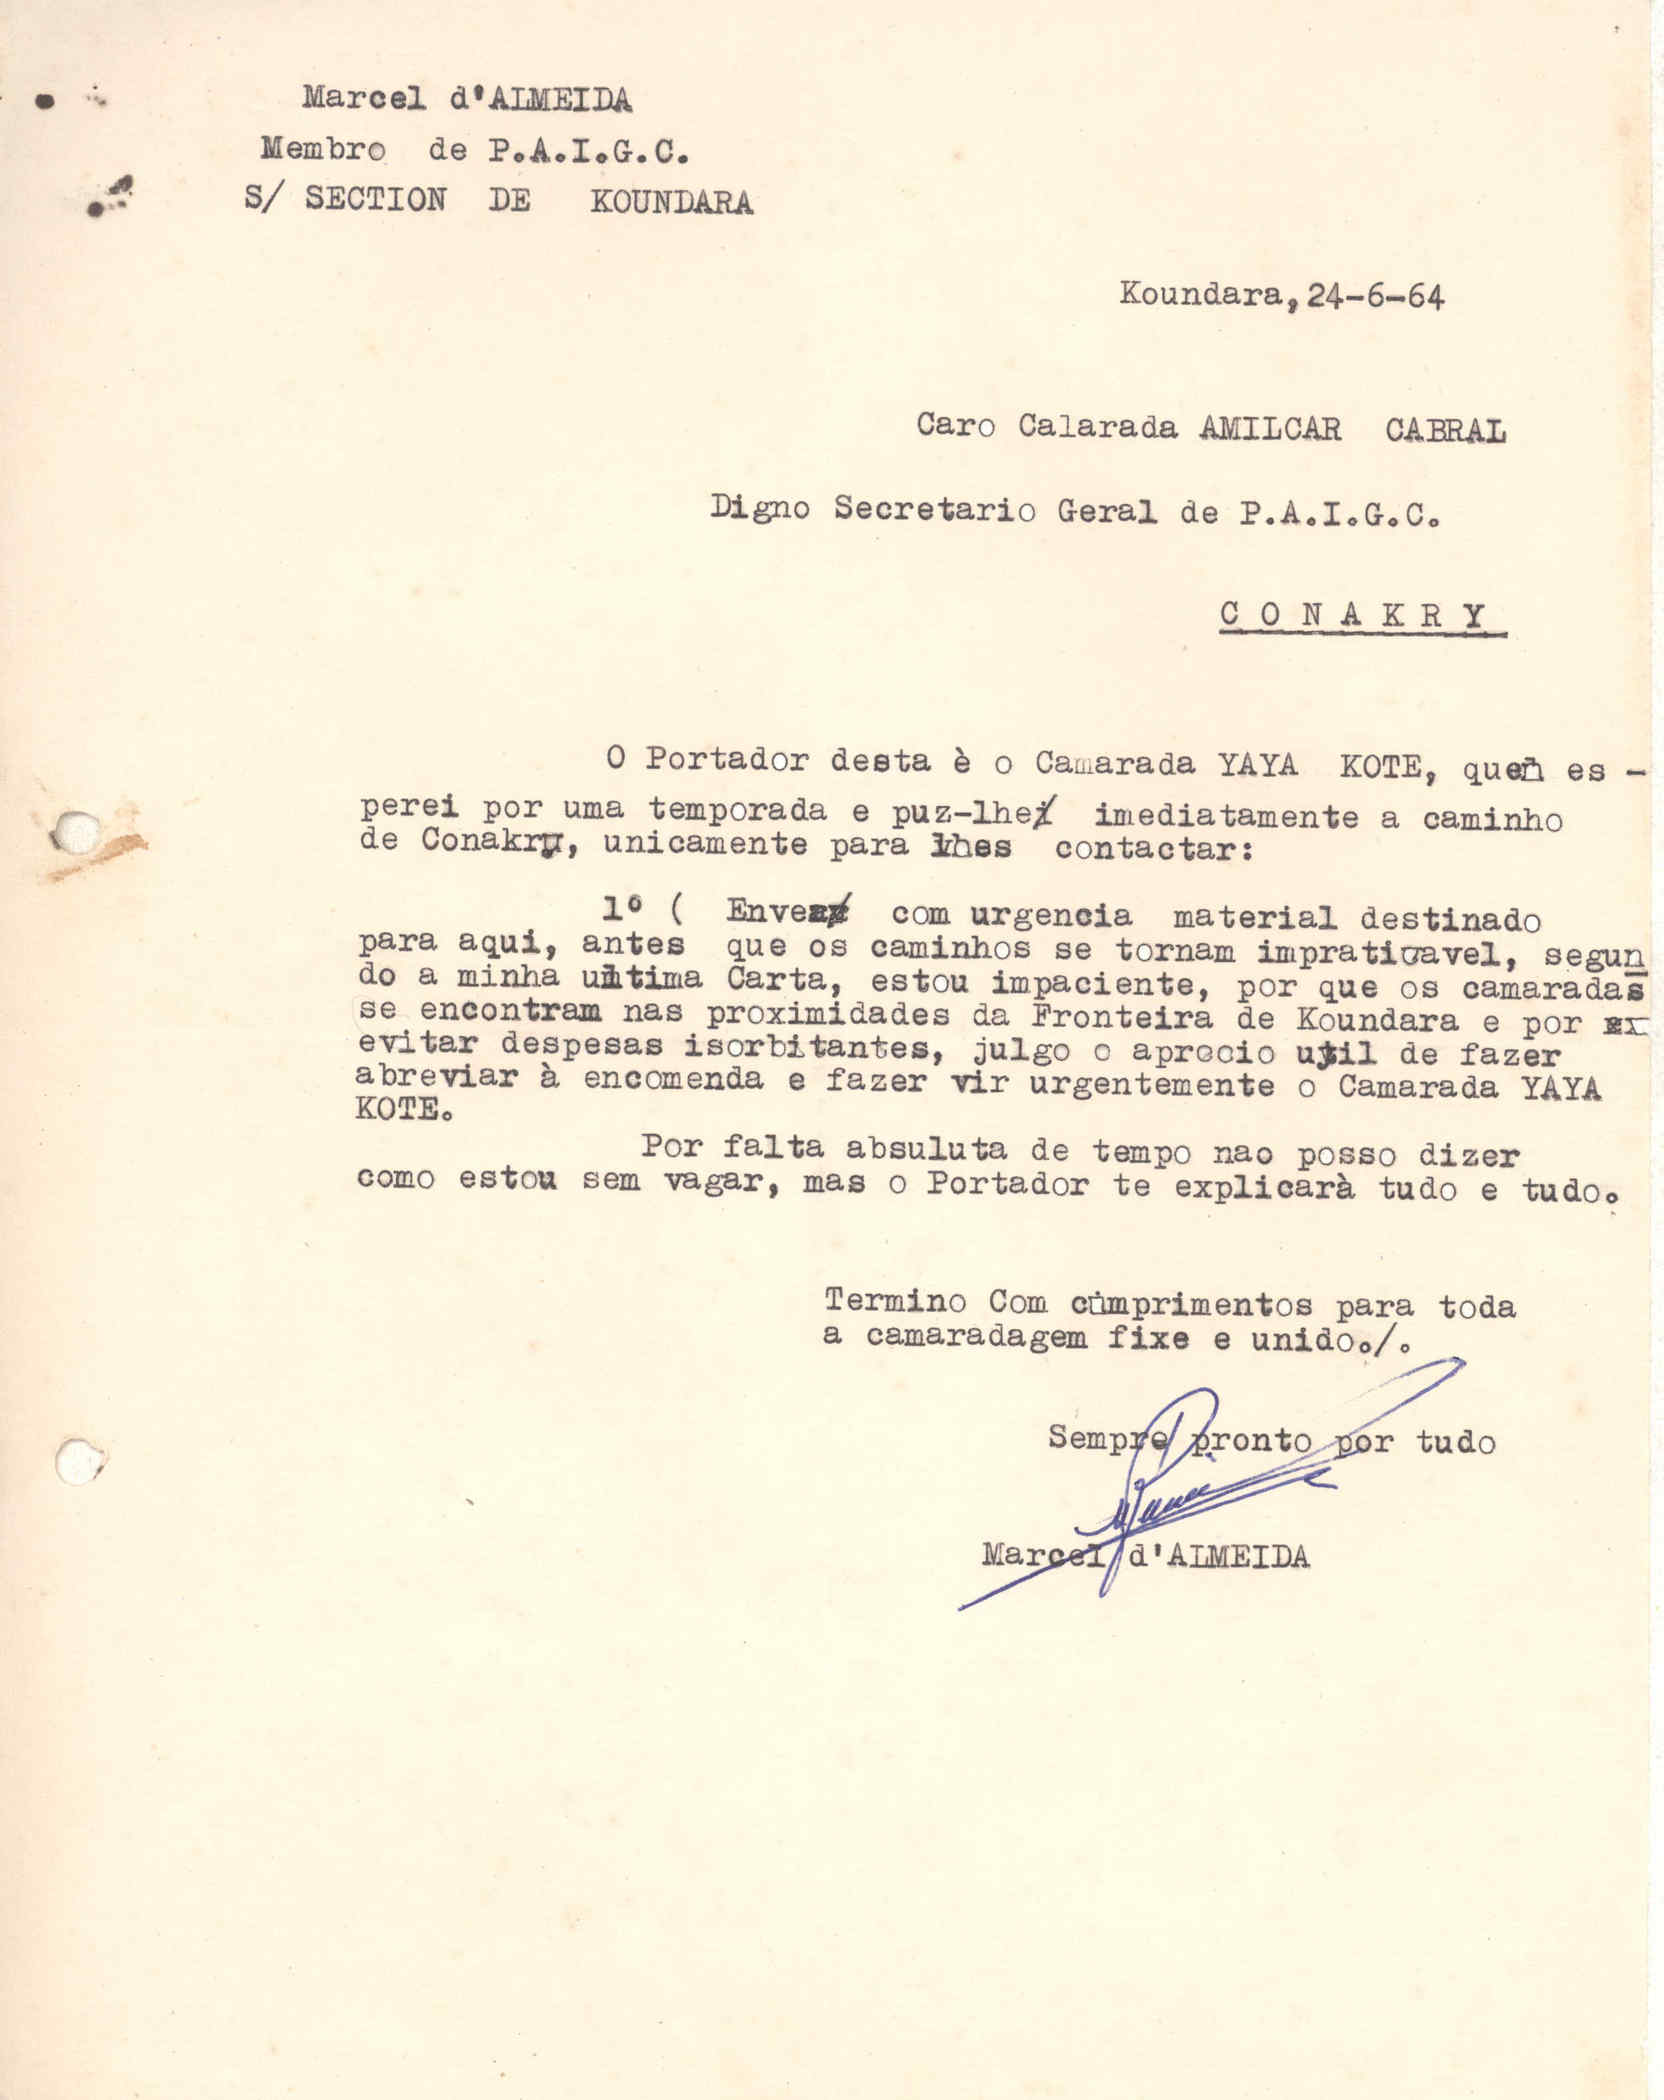 Marcel d'ALMEIDA
Membro de P.A.I.G.C.
S/ SECTION DE KOUNDARA
Koundara, 24-6-64
Caro Calarada AMILCAR CABRAL
Digno Secretario Geral de P.A.I.G.C.
CONAKRY
O Portador desta è o Camarada YAYA KOTE, quen es -
perei por uma temporada e puz-lhe imediatamente a caminho
de Conakry, unicamente para lhes contactar:
1º ( Enve com urgencia material destinado
para aqui, antes que os caminhos se tornam impraticavel, segun
do a minha ultima Carta, estou impaciente, por que os camaradas
se encontram nas proximidades da Fronteira de Koundara e por
evitar despesas isorbitantes, julgo o aprocio util de fazer
abreviar à encomenda e fazer vir urgentemente o Camarada YAYA
KOTE.
Por falta absuluta de tempo nao posso dizer
como estou sem vagar, mas o Portador te explicarà tudo e tudo.
Termino Com cumprimentos para toda
a camaradagem fixe e unido./.
Sempre pronto por tudo
Marcel d'ALMEIDA